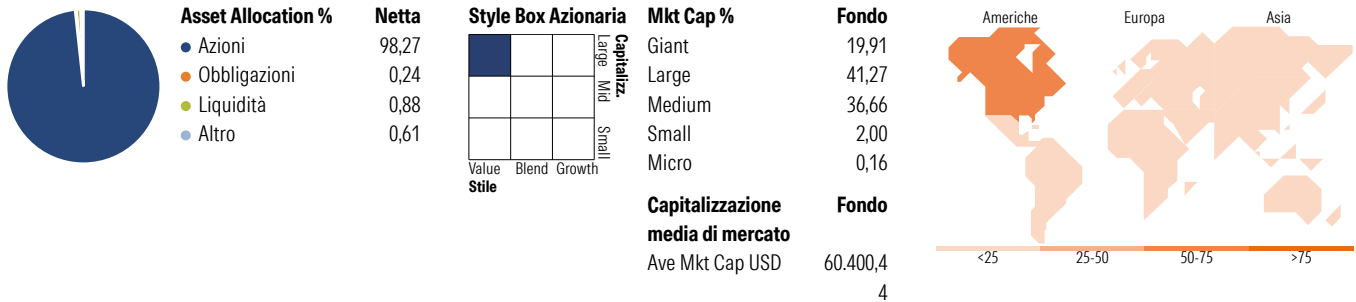 Asset Allocation % Netta
Azioni 98,27
Obbligazioni 0,24
Liquidità 0,88
Altro 0,61
Style Box Azionaria
Capitalizz.
Large Mid Small
Value Blend Growth
Stile
Mkt Cap % Fondo
Giant 19,91
Large 41,27
Medium 36,66
Small 2,00
Micro 0,16
Capitalizzazione Fondo
media di mercato
Ave Mkt Cap USD 60.400,4
4
Americhe Europa Asia
<25 25-50 50-75 >75